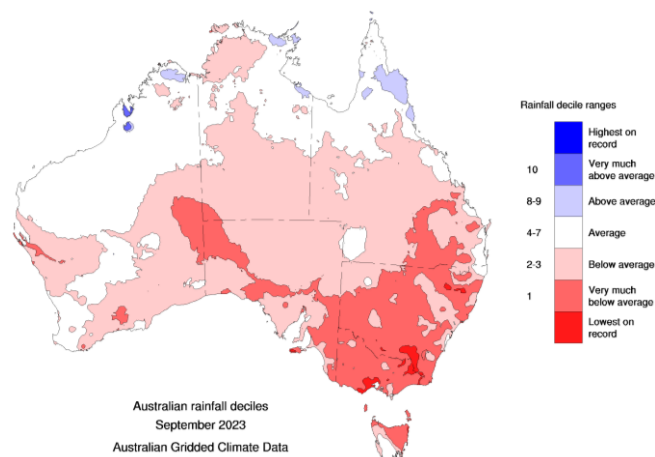 Rainfall decile ranges
Highest on
record
10
Very much
above average
8-9
Above average
4-7
Average
2-3
Below average
1
Very much
below average
Lowest on
record
Australian rainfall deciles
September 2023
Australian Gridded Climate Data